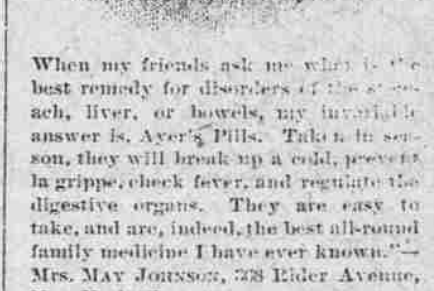 When my friends ask me what is the
best remedy for disorders of the stom-
ach, liver, or bowels, my invariable
answer is, Ayer's Pills. Taken in sea-
son, they will break up a cold, prevent
la grippe, check fever, and regulate the
digestive organs. They are easy to
take, and are, indeed, the best all-round
family medicine I have ever known."—
Mrs. MAY JOHNSON, 368 Rider Avenue,